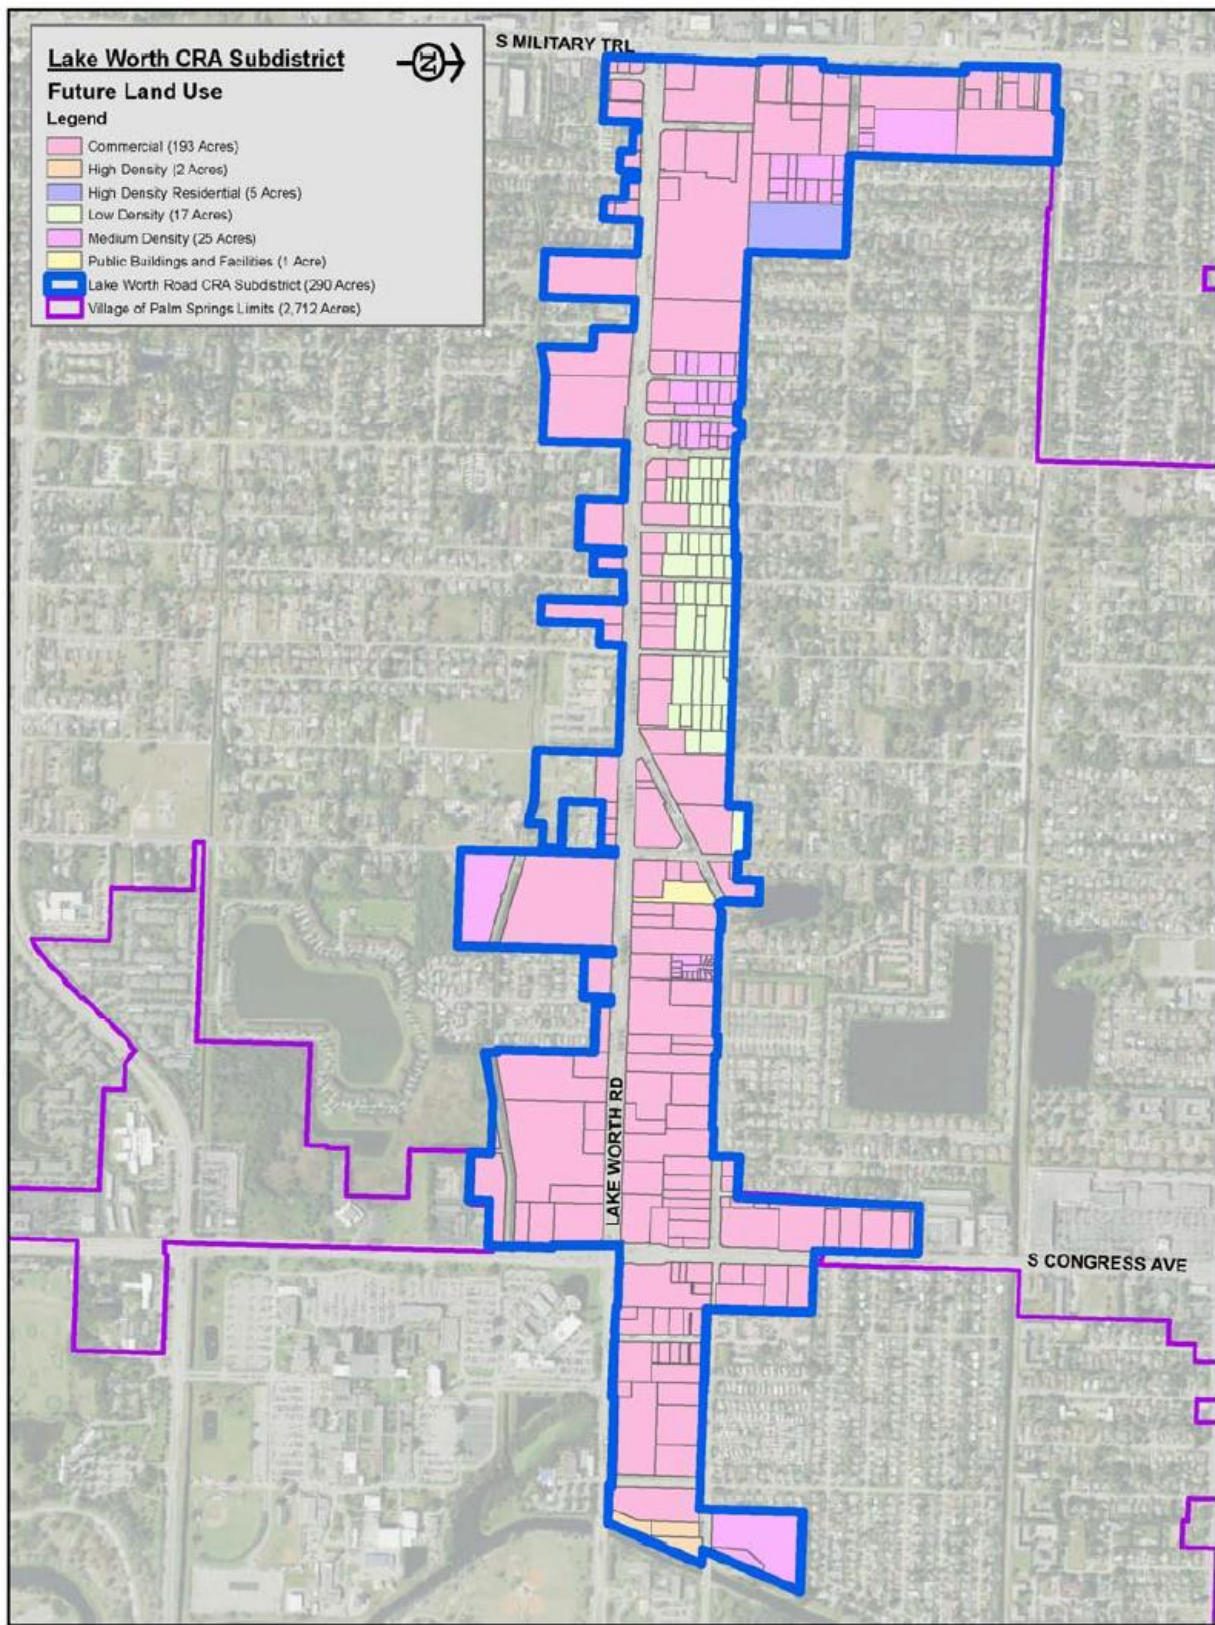 Lake Worth CRA Subdistrict
N
Future Land Use
Legend
Commercial (193 Acres)
High Density (2 Acres)
High Density Residential (5 Acres)
Low Density (17 Acres)
Medium Density (25 Acres)
Public Buildings and Facilities (1 Acre)
Lake Worth Road CRA Subdistrict (290 Acres)
Village of Palm Springs Limits (2,712 Acres)
S MILITARY TRL
LAKE WORTH RD
S CONGRESS AVE